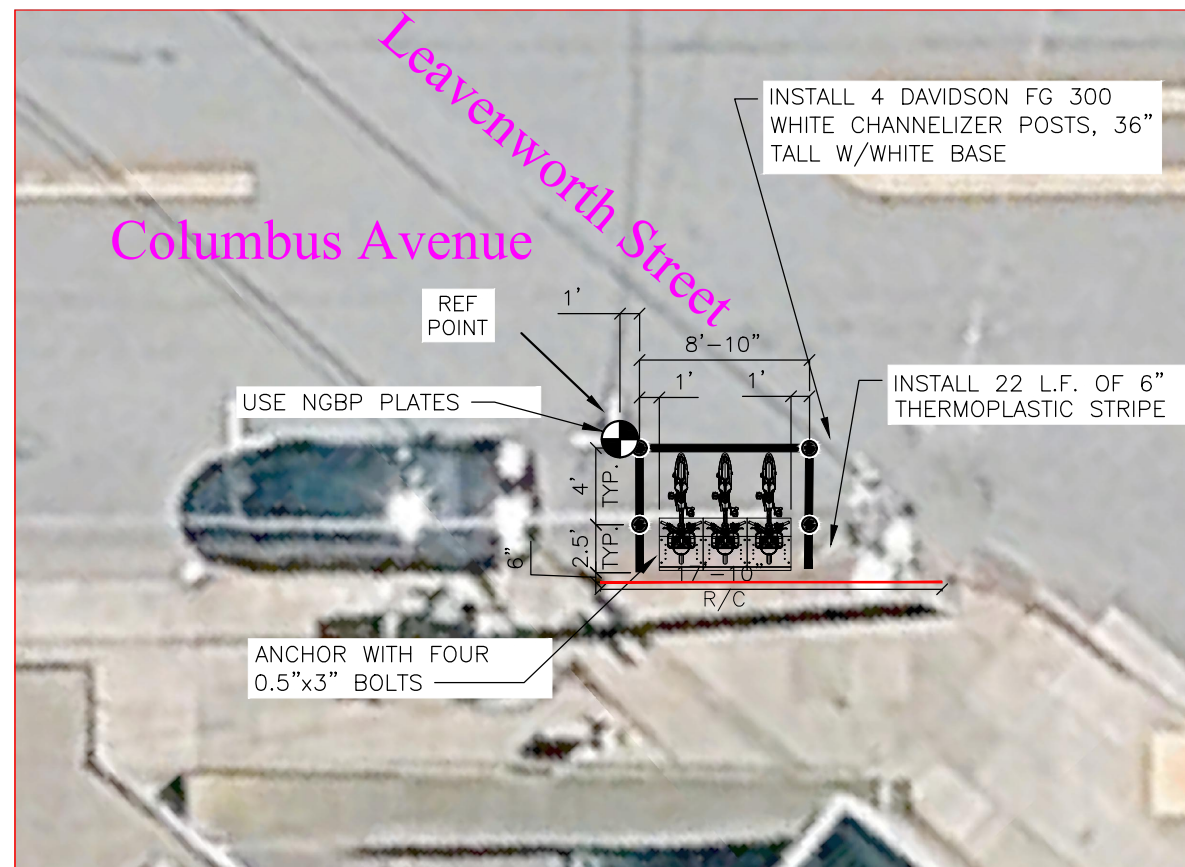 Leavenworth Street
Columbus Avenue
INSTALL 4 DAVIDSON FG 300
WHITE CHANNELIZER POSTS, 36”
TALL W/WHITE BASE
1’
REF
POINT
8’-10”
1’
1’
USE NGBP PLATES
INSTALL 22 L.F. OF 6”
THERMOPLASTIC STRIPE
4’
TYP.
2.5’
TYP.
6”
17’-10”
R/C
ANCHOR WITH FOUR
0.5”x3” BOLTS